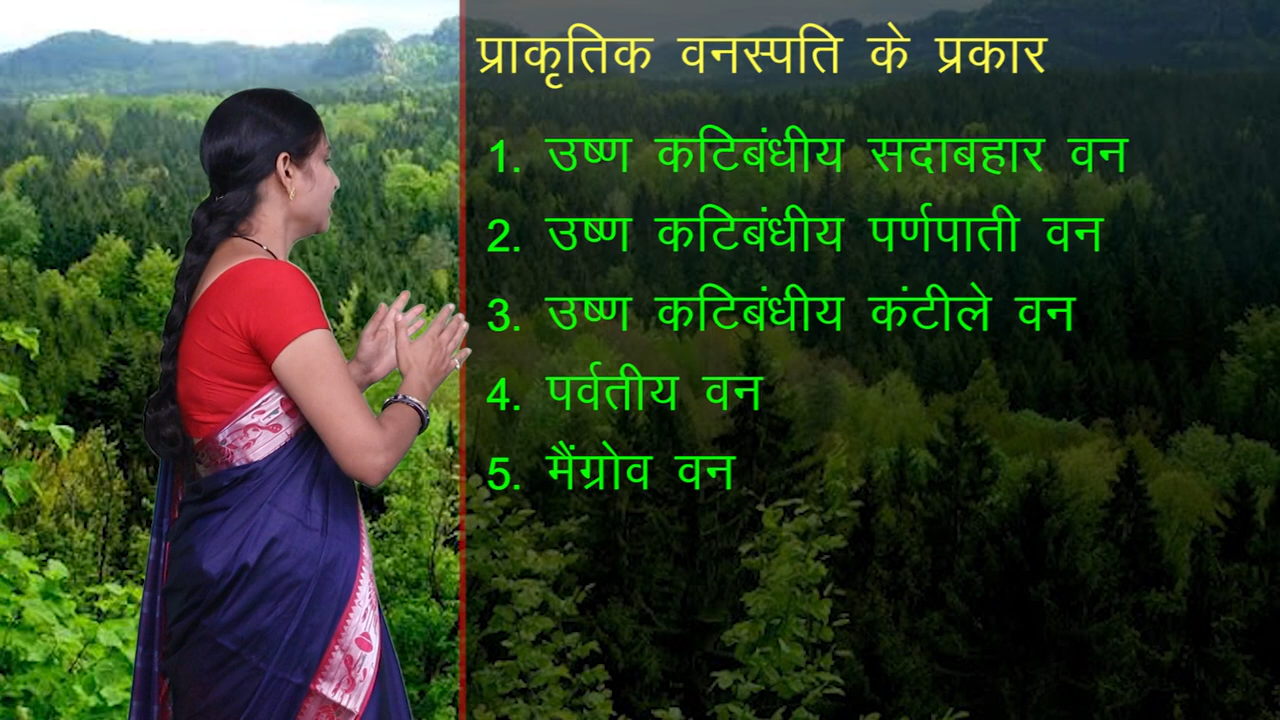 प्राकृतिक वनस्पति के प्रकार
1. उष्ण कटिबंधीय सदाबहार वन
2. उष्ण कटिबंधीय पर्णपाती वन
3. उष्ण कटिबंधीय कंटीले वन
4. पर्वतीय वन
5. मैंग्रोव वन